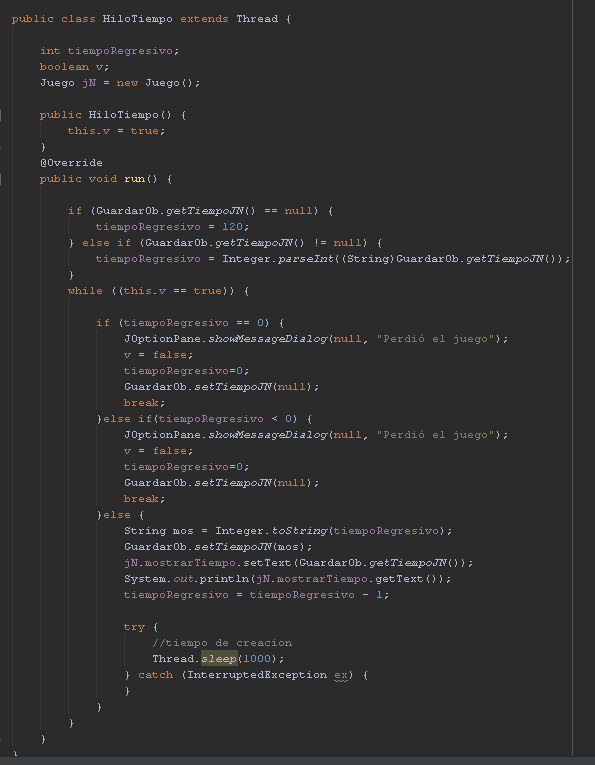 public class HiloTiempo extends Thread {
int tiempoRegresivo;
boolean v;
Juego jN = new Juego();
public HiloTiempo() {
this.v = true;
}
@Override
public void run() {
if (GuardarOb.getTiempoJN() == null) {
tiempoRegresivo = 120;
} else if (GuardarOb.getTiempoJN() != null) {
tiempoRegresivo = Integer.parseInt((String)GuardarOb.getTiempoJN());
}
while ((this.v == true)) {
if (tiempoRegresivo == 0) {
JOptionPane.showMessageDialog(null, "Perdió el juego");
v = false;
tiempoRegresivo=0;
GuardarOb.setTiempoJN(null);
break;
}else if(tiempoRegresivo < 0) {
JOptionPane.showMessageDialog(null, "Perdió el juego");
v = false;
tiempoRegresivo=0;
GuardarOb.setTiempoJN(null);
break;
}else {
String mos = Integer.toString(tiempoRegresivo);
GuardarOb.setTiempoJN(mos);
jN.mostrarTiempo.setText(GuardarOb.getTiempoJN());
System.out.println(jN.mostrarTiempo.getText());
tiempoRegresivo = tiempoRegresivo - 1;
try {
//tiempo de creacion
Thread.sleep(1000);
} catch (InterruptedException ex) {
}
}
}
}
}